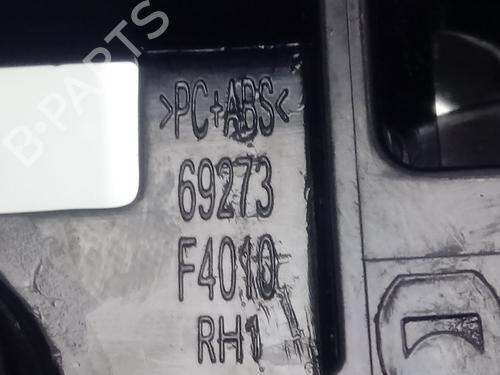 >PC+ABS<
69273
F4010
RH1
B-PARTS